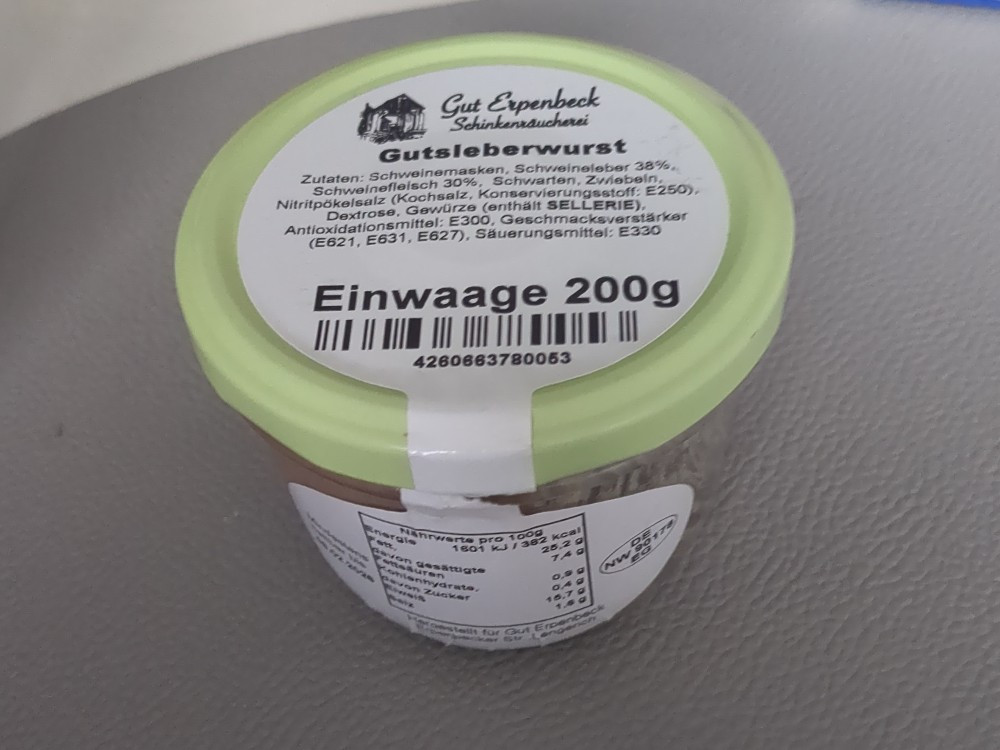 Gut Erpenbeck
Schinkenräucherei
Gutsleberwurst
Zutaten: Schweinemasken, Schweineleber 38%,
Schweinefleisch 30%, Schwarten, Zwiebeln,
Nitritpökelsalz (Kochsalz, Konservierungsstoff: E250),
Dextrose, Gewürze (enthält SELLERIE),
Antioxidationsmittel: E300, Geschmacksverstärker
(E621, E631, E627), Säuerungsmittel: E330
Einwaage 200g
4260663780053
Nährwerte pro 100g
Energie 1601 kJ / 382 kcal
Fett, 25,2 g
davon gesättigte 7,4 g
Fettsäuren
Kohlenhydrate, 0,9 g
davon Zucker 0,4 g
Eiweiß 15,7 g
Salz 1,6 g
Hergestellt für Gut Erpenbeck
Str. Lengerich
DE
NW 90176
EG